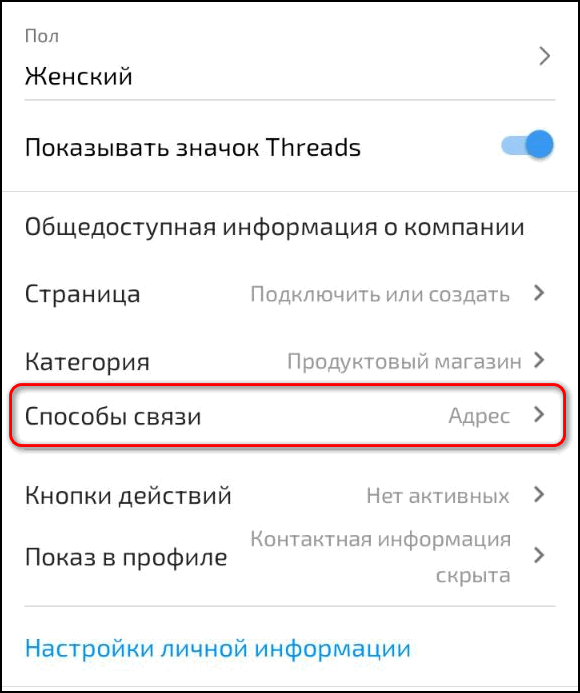 Пол
Женский
Показывать значок Threads
Общедоступная информация о компании
Страница Подключить или создать
Категория Продуктовый магазин
Способы связи Адрес
Кнопки действий Нет активных
Показ в профиле Контактная информация
скрыта
Настройки личной информации